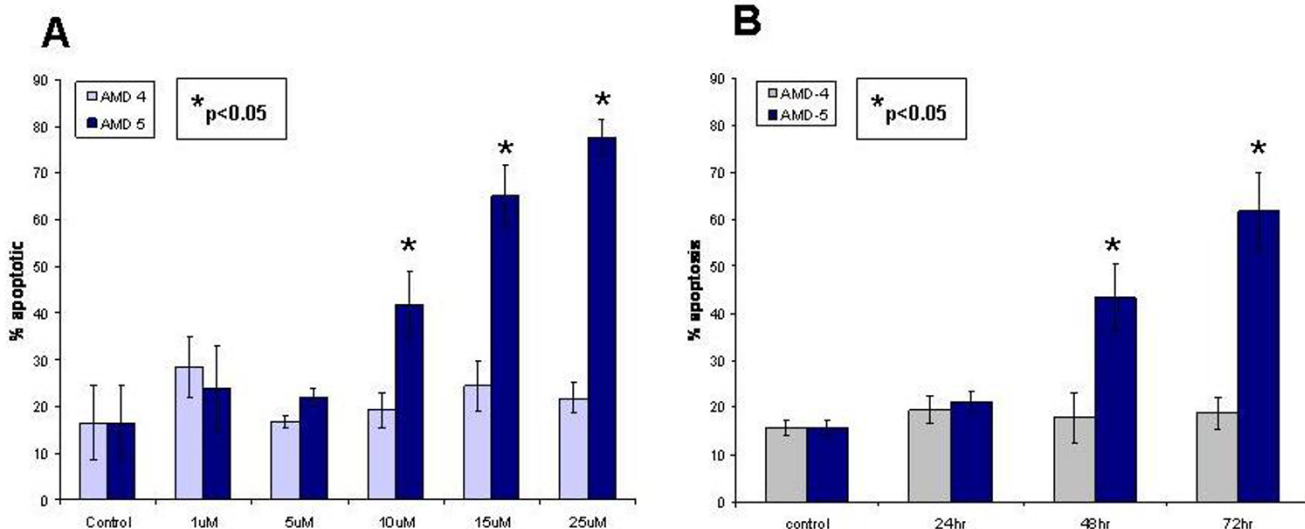 A
90
80
70
60
50
40
30
20
10
0
% apoptotic
AMD 4
AMD 5
*p<0.05
*
*
*
Control 1uM 5uM 10uM 15uM 25uM
B
90
80
70
60
50
40
30
20
10
0
% apoptosis
AMD-4
AMD-5
*p<0.05
*
*
control 24hr 48hr 72hr